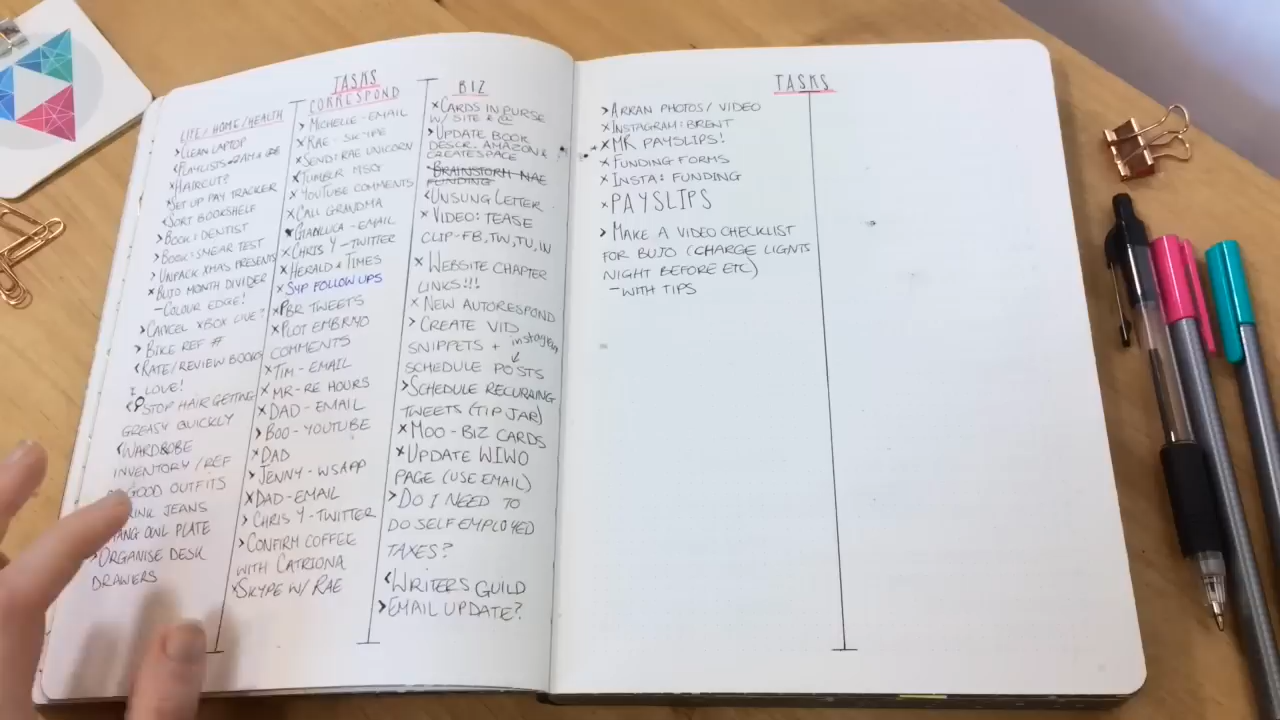 TASKS
LIFE/HOME/HEALTH
>CLEAN LAPTOP
<PLAYLISTS
×HAIRCUT?
×SET UP PAY TRACKER
<SORT BOOKSHELF
>BOOK: DENTIST
>BOOK: SMEAR TEST
>UNPACK XMAS PRESENTS
×BUJO MONTH DIVIDER
-COLOUR EDGE!
>CANCEL XBOX LIVE?
>BIKE REF #
<RATE/REVIEW BOOKS
I LOVE!
STOP HAIR GETTING
GREASY QUICKLY
<WARDROBE
INVENTORY/REF
GOOD OUTFITS
JEANS
OWL PLATE
>ORGANISE DESK
DRAWERS
CORRESPOND
>MICHELLE-EMAIL
×RAE-SKYPE
×SEND: RAE UNICORN
×TUMBLR MSG
×YOUTUBE COMMENTS
×CALL GRANDMA
GIANLUCA-EMAIL
×CHRIS Y-TWITTER
×HERALD & TIMES
×SYP FOLLOW UPS
×PBR TWEETS
×PLOT EMBRYO
COMMENTS
×TIM-EMAIL
×MR-RE HOURS
×DAD-EMAIL
>BOO-YOUTUBE
×DAD
>JENNY-WSAPP
×DAD-EMAIL
>CHRIS Y-TWITTER
>CONFIRM COFFEE
WITH CATRIONA
×SKYPE W/ RAE
BIZ
×CARDS IN PURSE
W/ SITE & @
>UPDATE BOOK
DESCR. AMAZON &
CREATESPACE
BRAINSTORM NAE
FUNDING
<UNSUNG LETTER
×VIDEO: TEASE
CLIP-FB, TW, TU, IN
×WEBSITE CHAPTER
LINKS!!!
×NEW AUTORESPOND
>CREATE VID
SNIPPETS + instagram
SCHEDULE POSTS
>SCHEDULE RECURRING
TWEETS (TIP JAR)
×MOO-BIZ CARDS
×UPDATE WIWO
PAGE (USE EMAIL)
>DO I NEED TO
DO SELF EMPLOYED
TAXES?
<WRITERS GUILD
>EMAIL UPDATE?
TASKS
>ARRAN PHOTOS/VIDEO
×INSTAGRAM: BRENT
×MR PAYSLIPS!
×FUNDING FORMS
×INSTA: FUNDING
×PAYSLIPS
>MAKE A VIDEO CHECKLIST
FOR BUJO (CHARGE LIGHTS
NIGHT BEFORE ETC)
-WITH TIPS